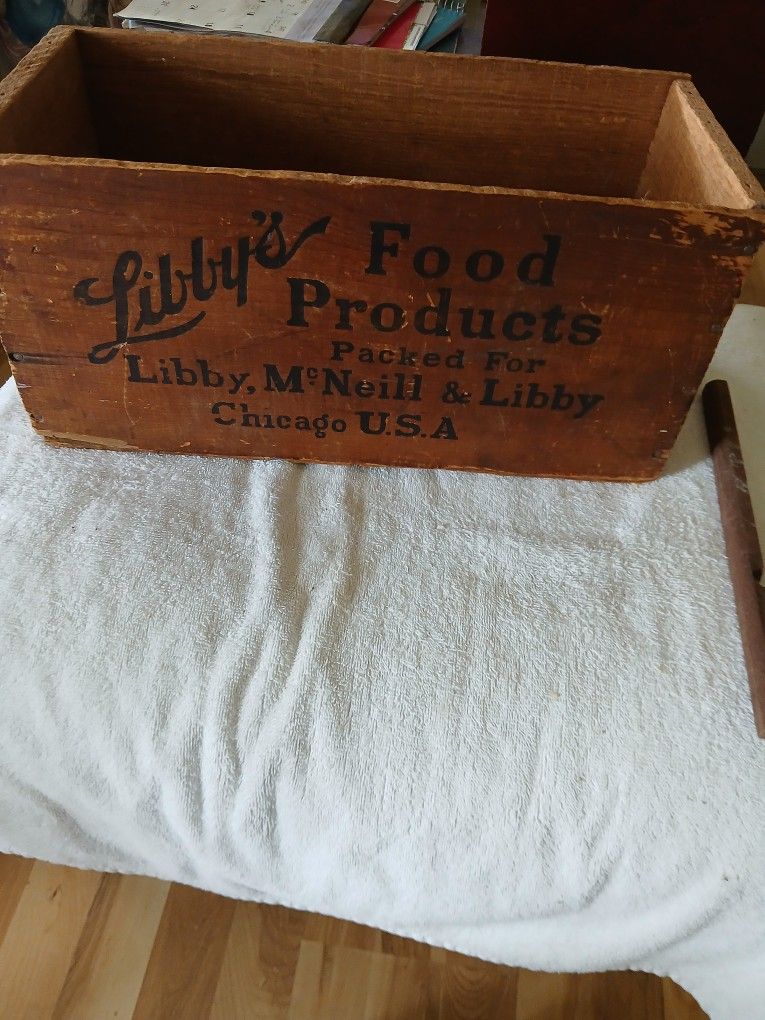 Libby's Food
Products
Packed For
Libby, McNeill & Libby
Chicago U.S.A